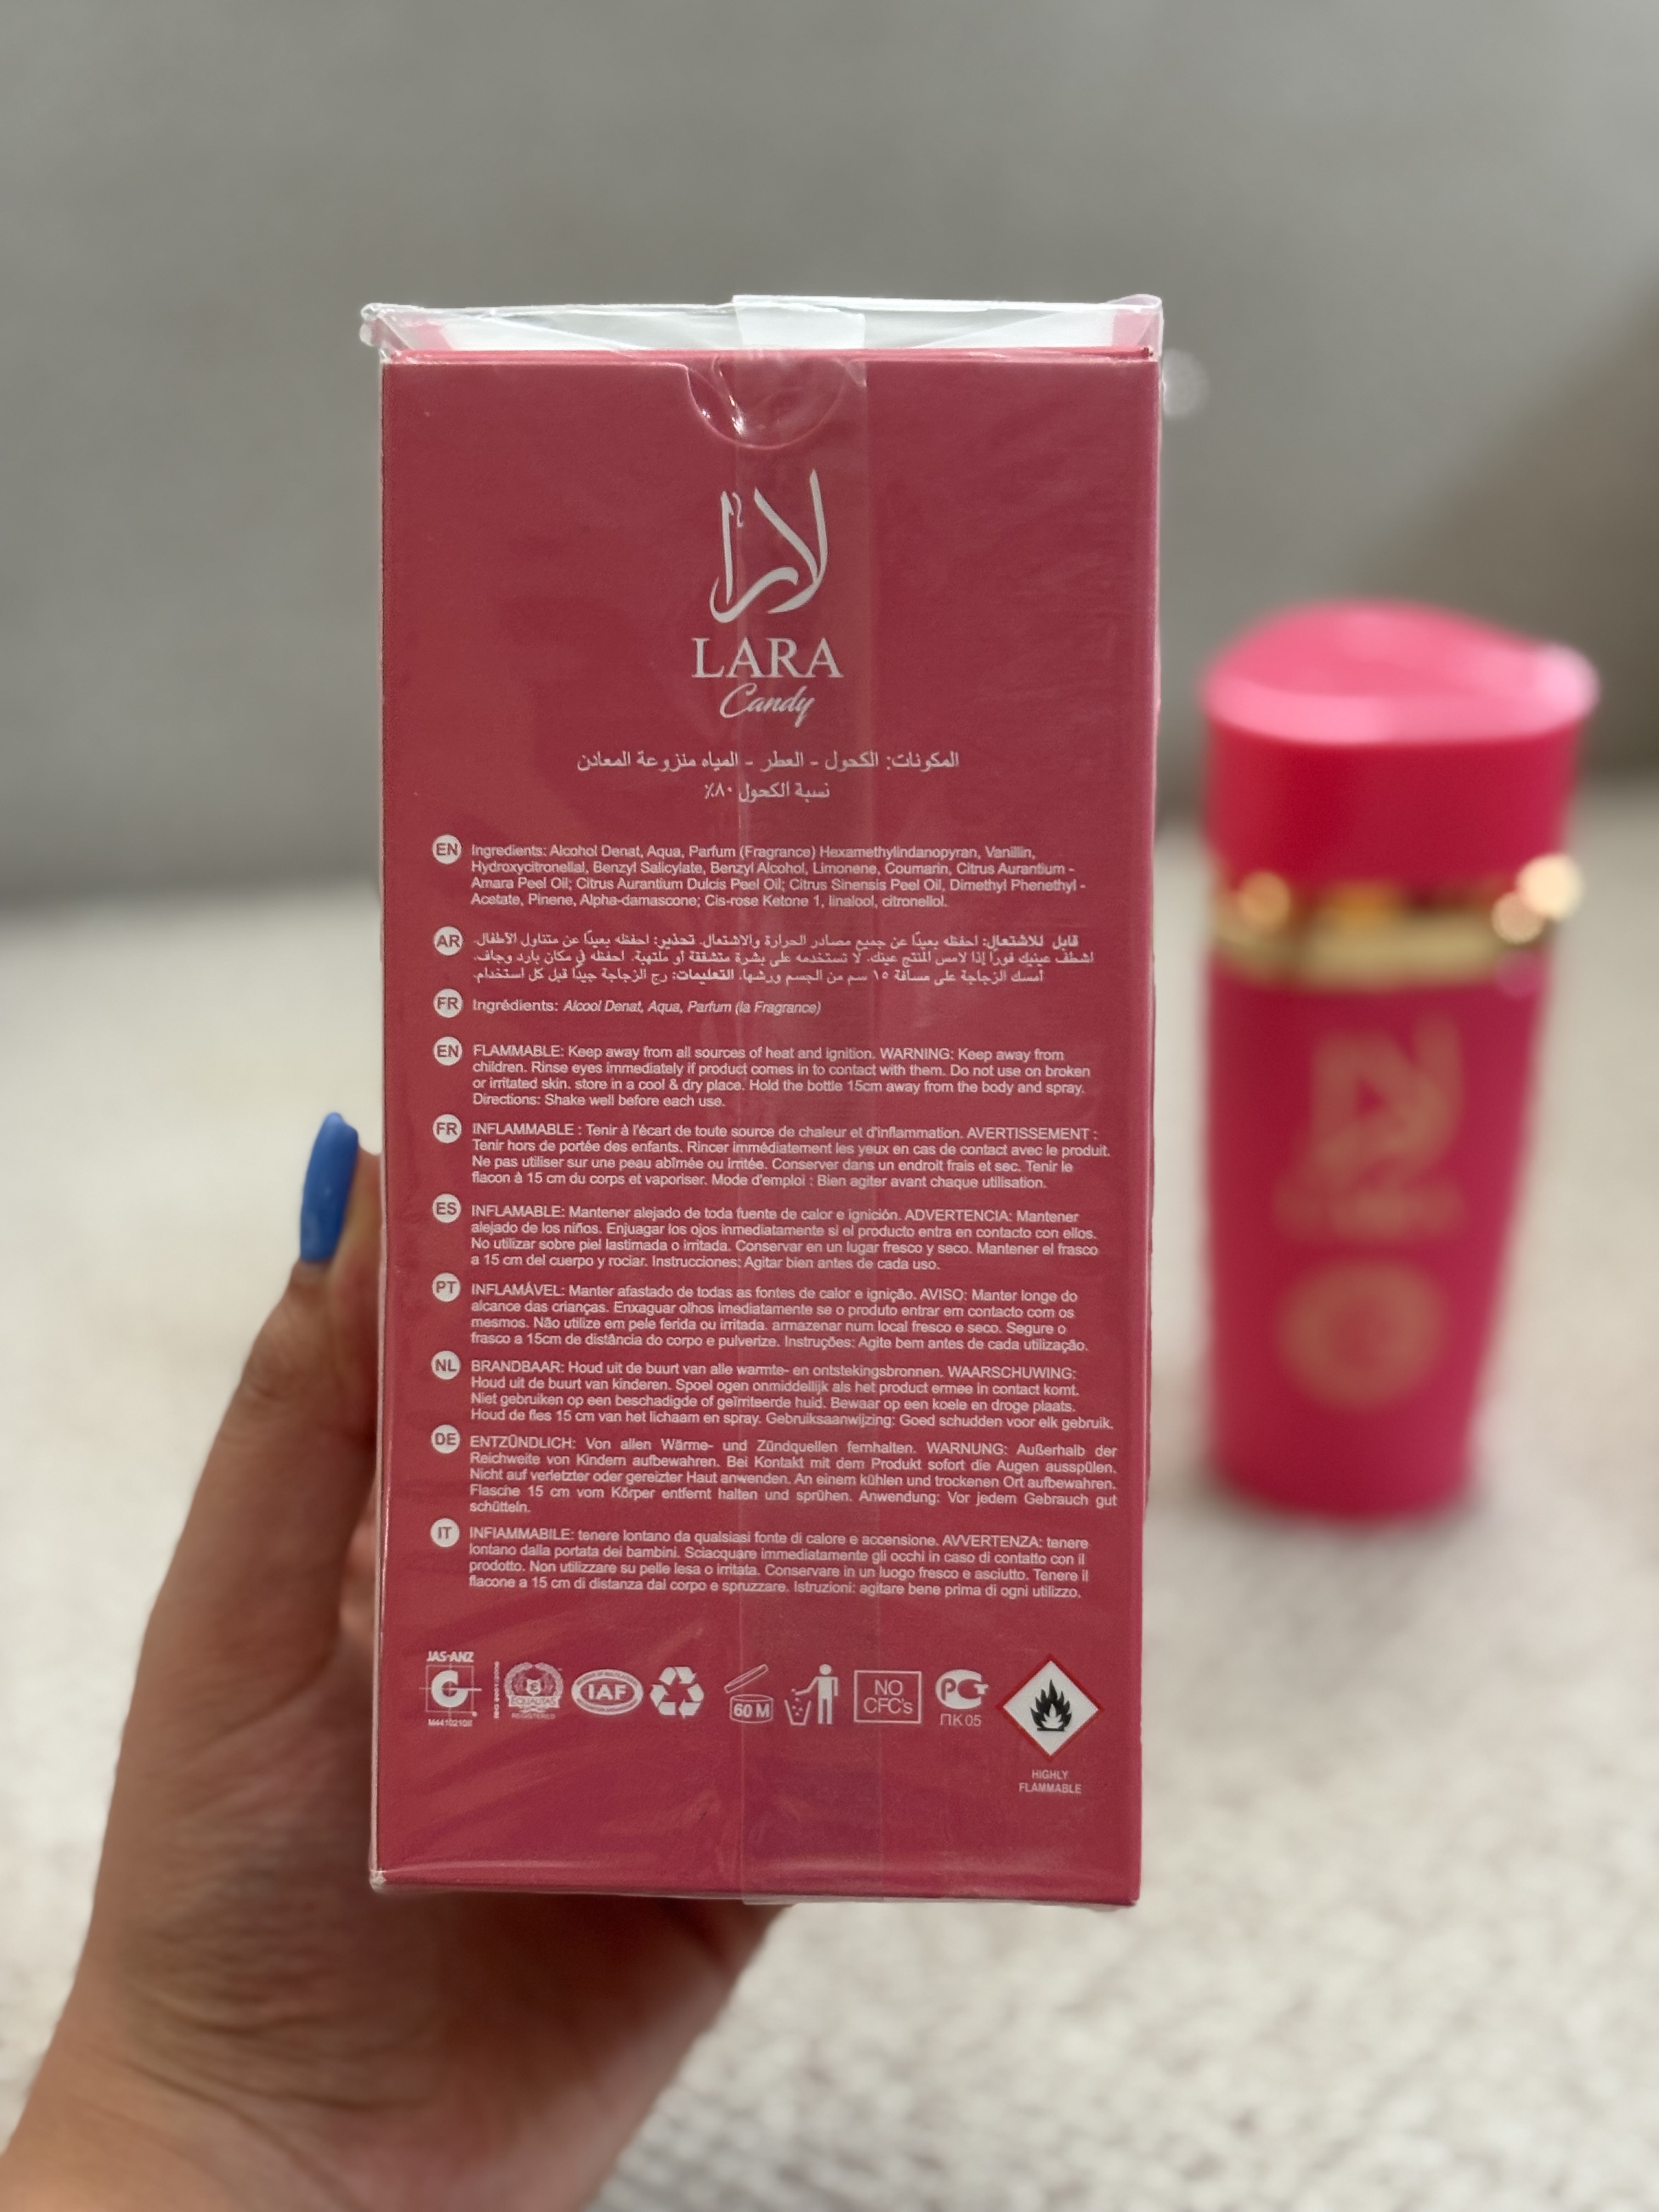 لارا
LARA
Candy
المكونات: الكحول - العطر - المياه منزوعة المعادن
نسبة الكحول ٨٠٪
EN Ingredients: Alcohol Denat, Aqua, Parfum (Fragrance) Hexamethylindanopyran, Vanillin,
Hydroxycitronellal, Benzyl Salicylate, Benzyl Alcohol, Limonene, Coumarin, Citrus Aurantium -
Amara Peel Oil; Citrus Aurantium Dulcis Peel Oil; Citrus Sinensis Peel Oil, Dimethyl Phenethyl -
Acetate, Pinene, Alpha-damascone; Cis-rose Ketone 1, linalool, citronellol.
AR قابل للاشتعال: احفظه بعيدًا عن جميع مصادر الحرارة والاشتعال. تحذير: احفظه بعيدًا عن متناول الأطفال.
اشطف عينيك فورًا إذا لامس المنتج عينك. لا تستخدمه على بشرة متشققة أو ملتهبة. احفظه في مكان بارد وجاف.
أمسك الزجاجة على مسافة ١٥ سم من الجسم ورشها. التعليمات: رج الزجاجة جيدًا قبل كل استخدام.
FR Ingrédients: Alcool Denat, Aqua, Parfum (la Fragrance)
EN FLAMMABLE: Keep away from all sources of heat and ignition. WARNING: Keep away from
children. Rinse eyes immediately if product comes in to contact with them. Do not use on broken
or irritated skin. store in a cool & dry place. Hold the bottle 15cm away from the body and spray.
Directions: Shake well before each use.
FR INFLAMMABLE : Tenir à l'écart de toute source de chaleur et d'inflammation. AVERTISSEMENT :
Tenir hors de portée des enfants. Rincer immédiatement les yeux en cas de contact avec le produit.
Ne pas utiliser sur une peau abîmée ou irritée. Conserver dans un endroit frais et sec. Tenir le
flacon à 15 cm du corps et vaporiser. Mode d'emploi : Bien agiter avant chaque utilisation.
ES INFLAMABLE: Mantener alejado de toda fuente de calor e ignición. ADVERTENCIA: Mantener
alejado de los niños. Enjuagar los ojos inmediatamente si el producto entra en contacto con ellos.
No utilizar sobre piel lastimada o irritada. Conservar en un lugar fresco y seco. Mantener el frasco
a 15 cm del cuerpo y rociar. Instrucciones: Agitar bien antes de cada uso.
PT INFLAMÁVEL: Manter afastado de todas as fontes de calor e ignição. AVISO: Manter longe do
alcance das crianças. Enxaguar olhos imediatamente se o produto entrar em contacto com os
mesmos. Não utilize em pele ferida ou irritada. armazenar num local fresco e seco. Segure o
frasco a 15cm de distância do corpo e pulverize. Instruções: Agite bem antes de cada utilização.
NL BRANDBAAR: Houd uit de buurt van alle warmte- en ontstekingsbronnen. WAARSCHUWING:
Houd uit de buurt van kinderen. Spoel ogen onmiddellijk als het product ermee in contact komt.
Niet gebruiken op een beschadigde of geïrriteerde huid. Bewaar op een koele en droge plaats.
Houd de fles 15 cm van het lichaam en spray. Gebruiksaanwijzing: Goed schudden voor elk gebruik.
DE ENTZÜNDLICH: Von allen Wärme- und Zündquellen fernhalten. WARNUNG: Außerhalb der
Reichweite von Kindern aufbewahren. Bei Kontakt mit dem Produkt sofort die Augen ausspülen.
Nicht auf verletzter oder gereizter Haut anwenden. An einem kühlen und trockenen Ort aufbewahren.
Flasche 15 cm vom Körper entfernt halten und sprühen. Anwendung: Vor jedem Gebrauch gut
schütteln.
IT INFIAMMABILE: tenere lontano da qualsiasi fonte di calore e accensione. AVVERTENZA: tenere
lontano dalla portata dei bambini. Sciacquare immediatamente gli occhi in caso di contatto con il
prodotto. Non utilizzare su pelle lesa o irritata. Conservare in un luogo fresco e asciutto. Tenere il
flacone a 15 cm di distanza dal corpo e spruzzare. Istruzioni: agitare bene prima di ogni utilizzo.
JAS-ANZ
EQUALITAS
REGISTERED
IAF
60 M
NO
CFC's
РСТ
ПК 05
HIGHLY
FLAMMABLE